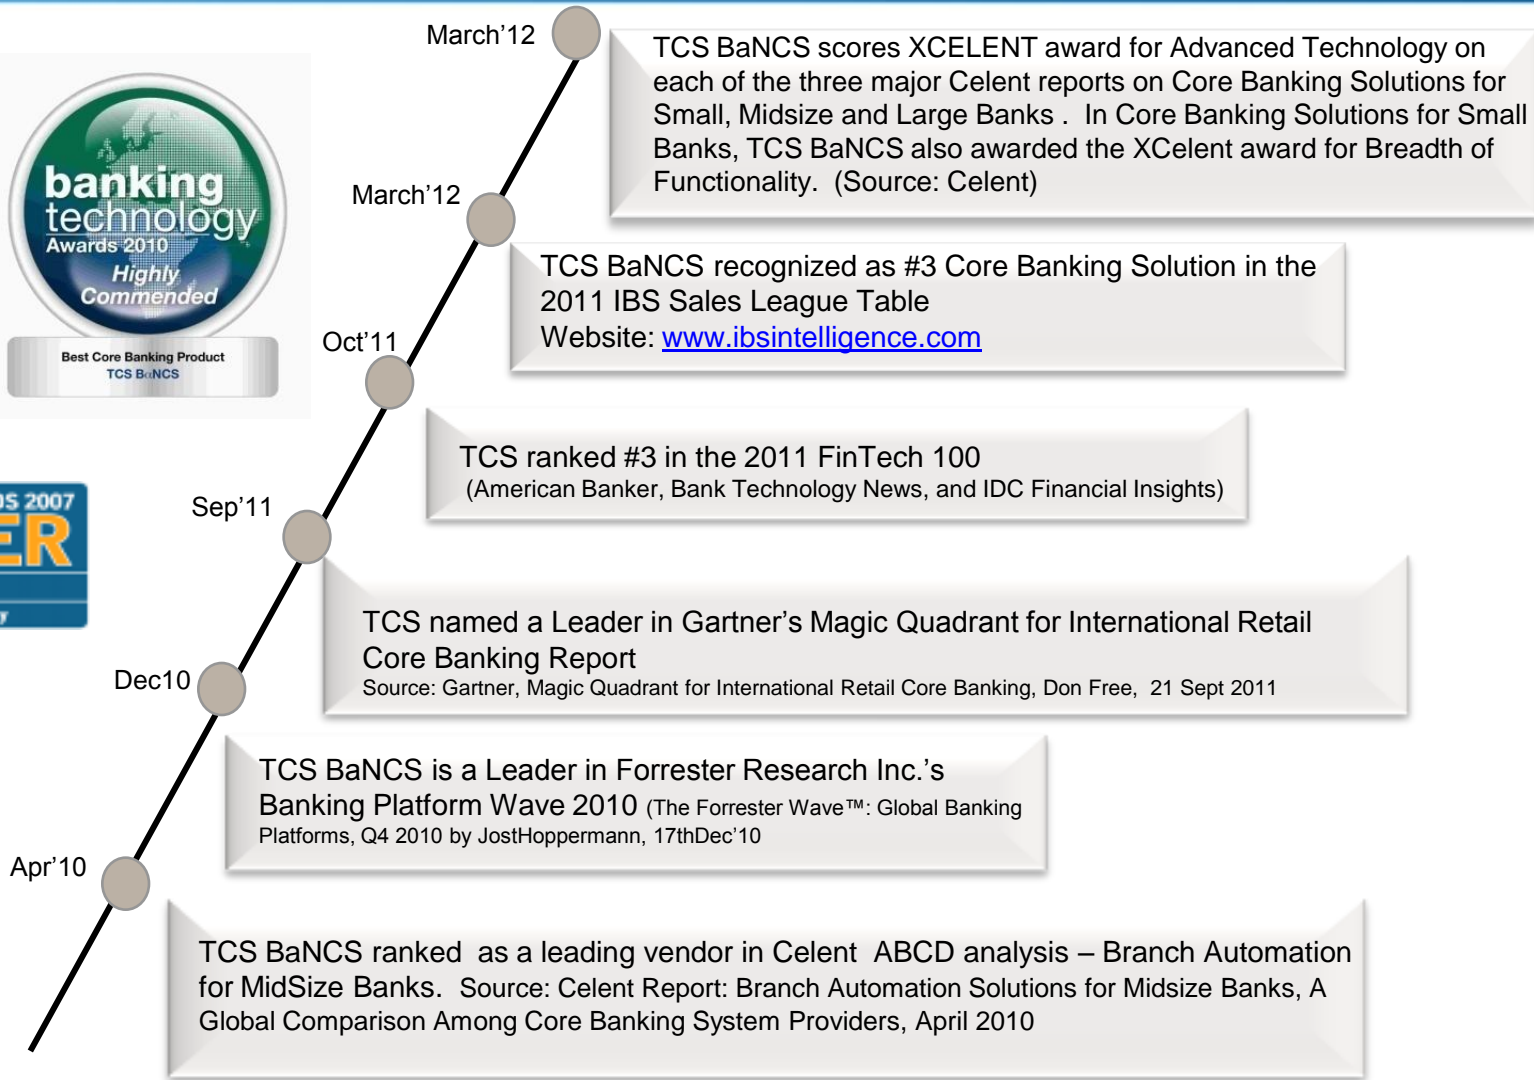 March’12
TCS BaNCS scores XCELENT award for Advanced Technology on
each of the three major Celent reports on Core Banking Solutions for
Small, Midsize and Large Banks .  In Core Banking Solutions for Small
Banks, TCS BaNCS also awarded the XCelent award for Breadth of
Functionality.  (Source: Celent)
banking
technology
Awards 2010
Highly
Commended
Best Core Banking Product
TCS BαNCS
March’12
TCS BaNCS recognized as #3 Core Banking Solution in the
2011 IBS Sales League Table
Website: www.ibsintelligence.com
Oct’11
TCS ranked #3 in the 2011 FinTech 100
(American Banker, Bank Technology News, and IDC Financial Insights)
2007
Sep’11
TCS named a Leader in Gartner’s Magic Quadrant for International Retail
Core Banking Report
Source: Gartner, Magic Quadrant for International Retail Core Banking, Don Free,  21 Sept 2011
Dec10
TCS BaNCS is a Leader in Forrester Research Inc.’s
Banking Platform Wave 2010 (The Forrester Wave™: Global Banking
Platforms, Q4 2010 by JostHoppermann, 17thDec’10
Apr’10
TCS BaNCS ranked  as a leading vendor in Celent  ABCD analysis – Branch Automation
for MidSize Banks.  Source: Celent Report: Branch Automation Solutions for Midsize Banks, A
Global Comparison Among Core Banking System Providers, April 2010